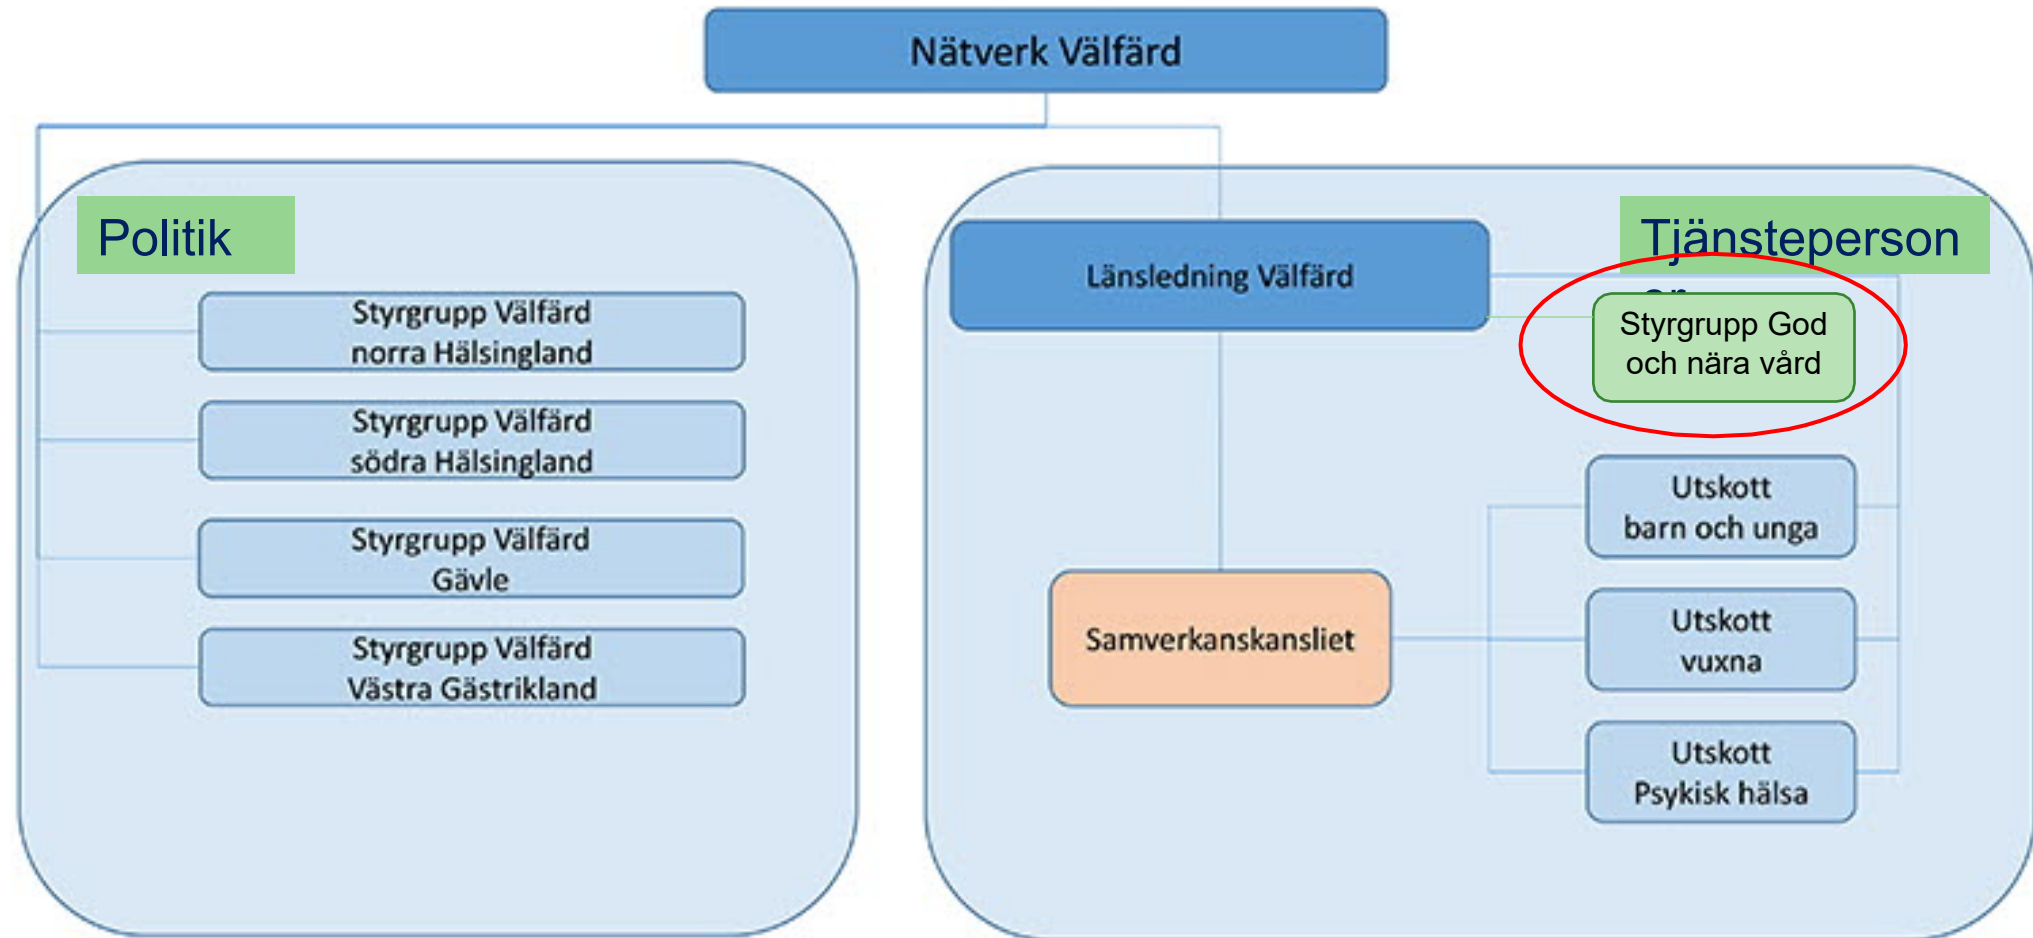 Nätverk Välfärd
Politik
Styrgrupp Välfärd
norra Hälsingland
Styrgrupp Välfärd
södra Hälsingland
Styrgrupp Välfärd
Gävle
Styrgrupp Välfärd
Västra Gästrikland
Tjänsteperson
Länsledning Välfärd
Styrgrupp God
och nära vård
Utskott
barn och unga
Samverkanskansliet
Utskott
vuxna
Utskott
Psykisk hälsa